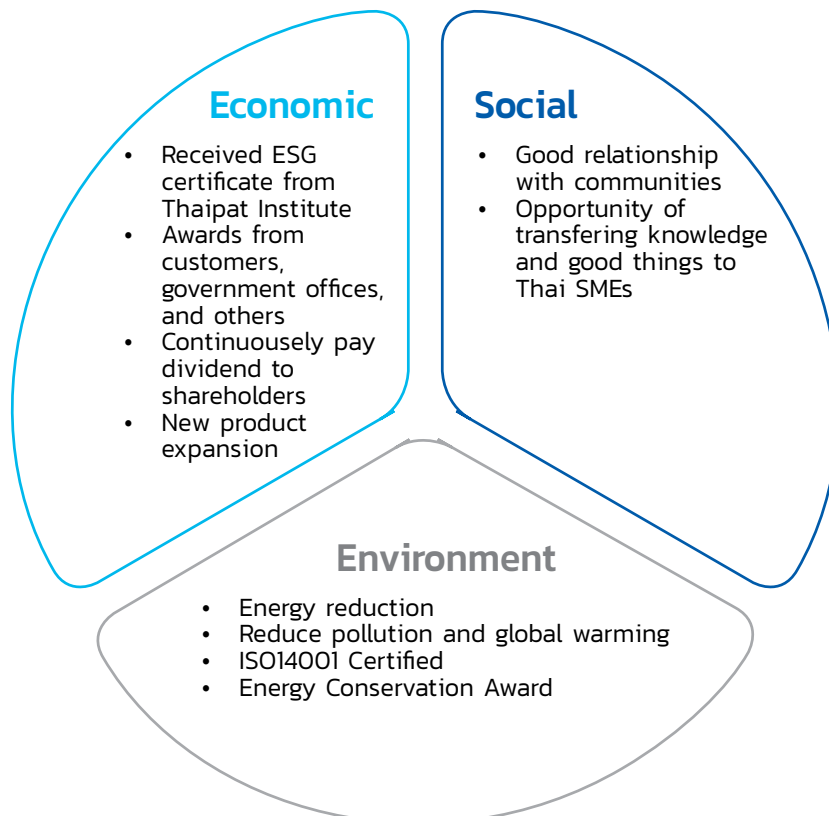 Economic
• Received ESG
certificate from
Thaipat Institute
• Awards from
customers,
government offices,
and others
• Continuousely pay
dividend to
shareholders
• New product
expansion
Social
• Good relationship
with communities
• Opportunity of
transfering knowledge
and good things to
Thai SMEs
Environment
• Energy reduction
• Reduce pollution and global warming
• ISO14001 Certified
• Energy Conservation Award